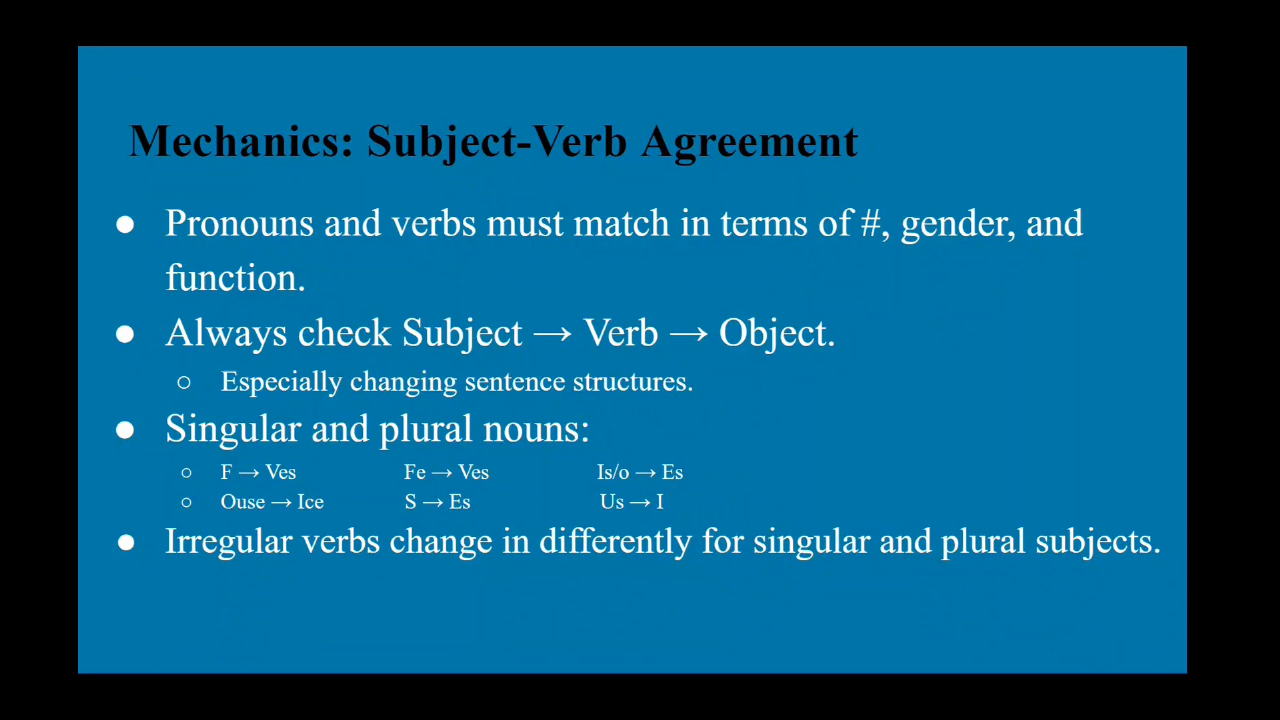 Mechanics: Subject-Verb Agreement
● Pronouns and verbs must match in terms of #, gender, and
function.
● Always check Subject → Verb → Object.
○ Especially changing sentence structures.
● Singular and plural nouns:
○ F → Ves Fe → Ves Is/o → Es
○ Ouse → Ice S → Es Us → I
● Irregular verbs change in differently for singular and plural subjects.